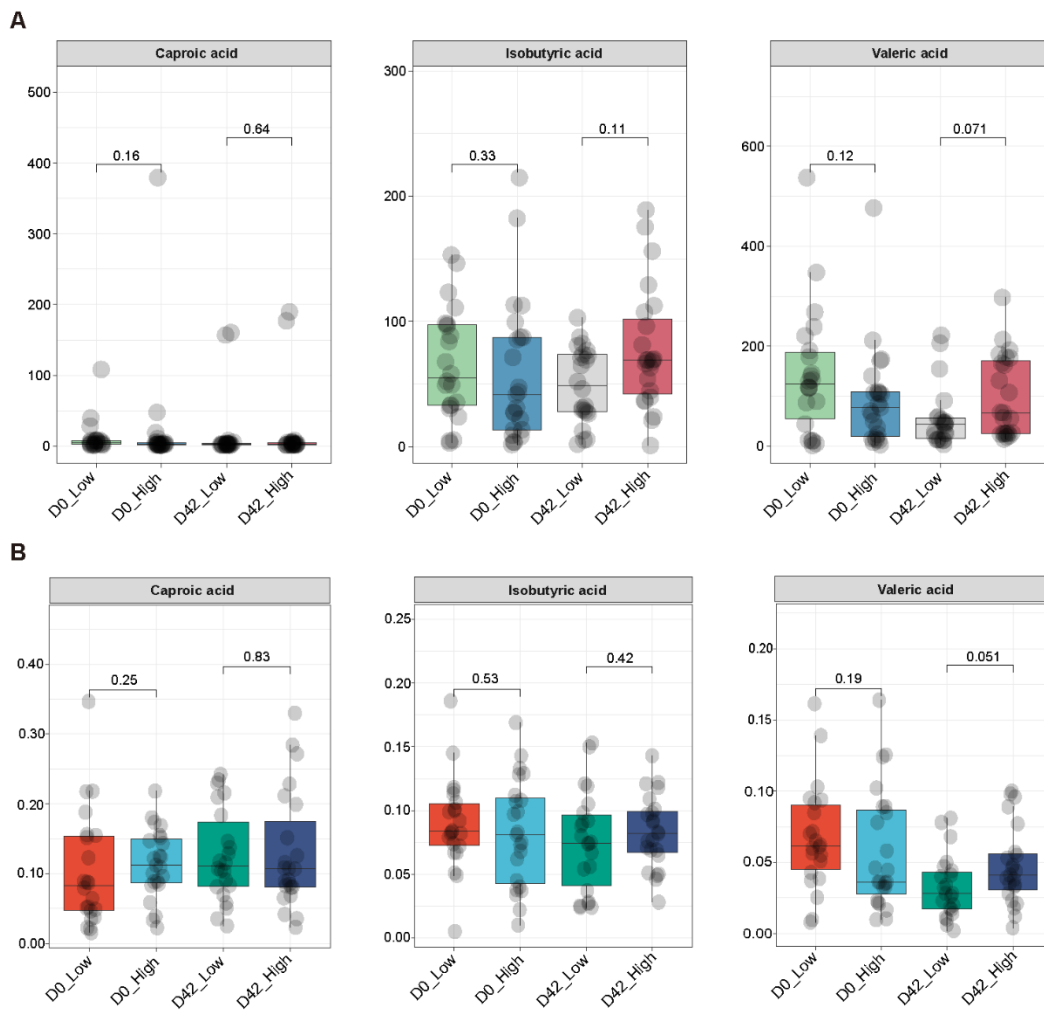 A
Caproic acid
Isobutyric acid
Valeric acid
500
400
300
200
100
0
0.16
0.64
D0_Low
D0_High
D42_Low
D42_High
300
200
100
0
0.33
0.11
D0_Low
D0_High
D42_Low
D42_High
600
400
200
0
0.12
0.071
D0_Low
D0_High
D42_Low
D42_High
B
Caproic acid
Isobutyric acid
Valeric acid
0.40
0.30
0.20
0.10
0.00
0.25
0.83
D0_Low
D0_High
D42_Low
D42_High
0.25
0.20
0.15
0.10
0.05
0.00
0.53
0.42
D0_Low
D0_High
D42_Low
D42_High
0.20
0.15
0.10
0.05
0.00
0.19
0.051
D0_Low
D0_High
D42_Low
D42_High